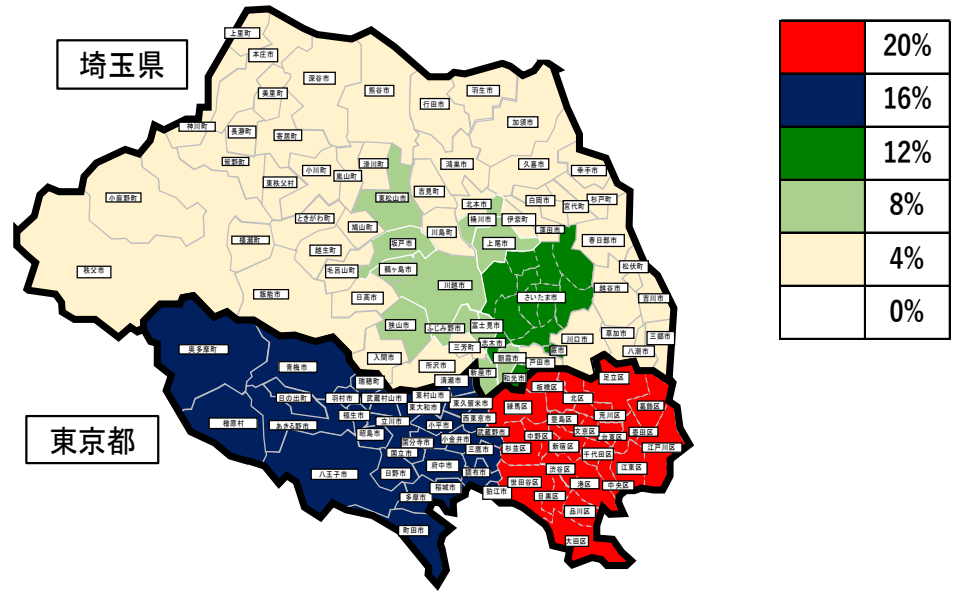 埼玉県
20%
16%
12%
8%
4%
0%
東京都
上里町
本庄市
深谷市
熊谷市
羽生市
美里町
行田市
加須市
神川町
長瀞町
寄居町
皆野町
小川町
滑川町
鴻巣市
久喜市
幸手市
嵐山町
東秩父村
吉見町
小鹿野町
東松山市
北本市
白岡市
杉戸町
宮代町
ときがわ町
桶川市
伊奈町
鳩山町
川島町
蓮田市
横瀬町
越生町
坂戸市
上尾市
春日部市
秩父市
毛呂山町
鶴ヶ島市
松伏町
川越市
越谷市
飯能市
日高市
さいたま市
吉川市
狭山市
ふじみ野市
富士見市
草加市
三郷市
三芳町
志木市
川口市
八潮市
入間市
朝霞市
蕨市
所沢市
戸田市
新座市
和光市
奥多摩町
青梅市
瑞穂町
清瀬市
足立区
板橋区
日の出町
羽村市
武蔵村山市
東村山市
東久留米市
北区
練馬区
葛飾区
福生市
東大和市
檜原村
あきる野市
立川市
小平市
西東京市
豊島区
荒川区
昭島市
武蔵野市
中野区
文京区
台東区
墨田区
国分寺市
小金井市
杉並区
新宿区
千代田区
江戸川区
国立市
三鷹市
八王子市
日野市
府中市
調布市
渋谷区
江東区
世田谷区
港区
中央区
稲城市
狛江市
目黒区
多摩市
品川区
町田市
大田区